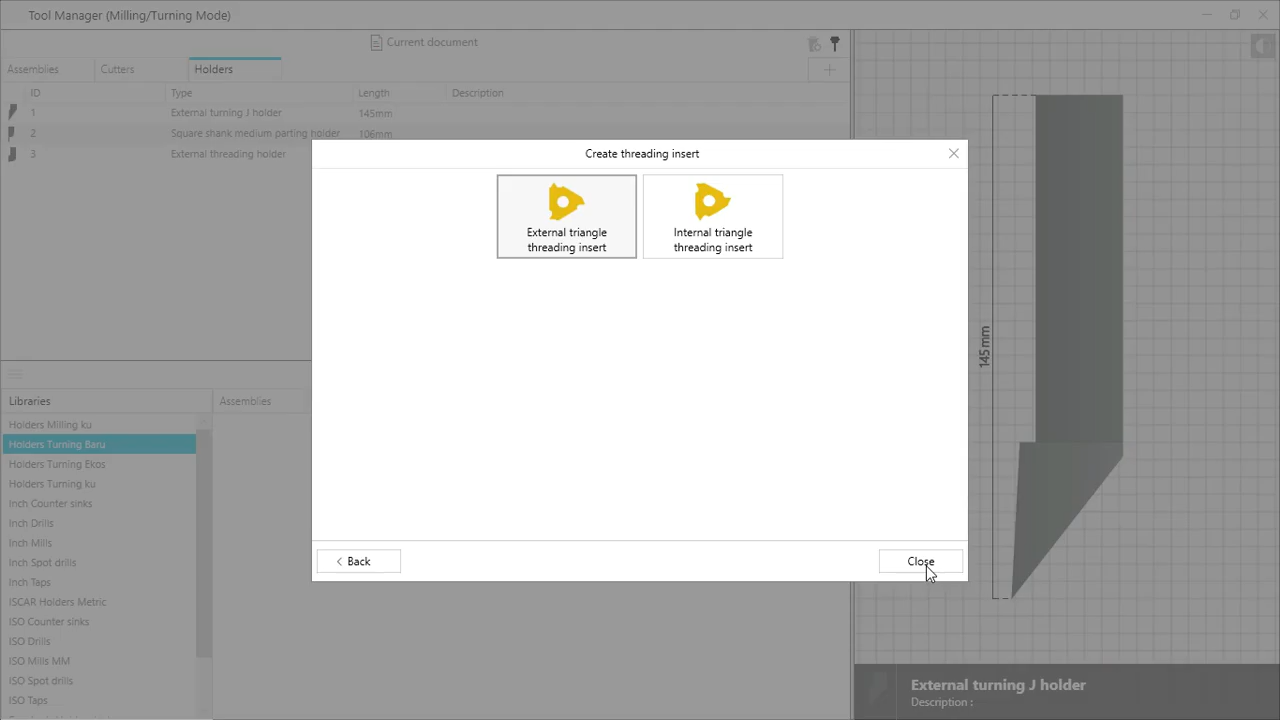 Tool Manager (Milling/Turning Mode)
Current document
Assemblies Cutters Holders
ID Type Length Description
1 External turning J holder 145mm
2 Square shank medium parting holder 106mm
3 External threading holder
Create threading insert
External triangle
threading insert
Internal triangle
threading insert
< Back
Close
Libraries
Assemblies
Holders Milling ku
Holders Turning Baru
Holders Turning Ekos
Holders Turning ku
Inch Counter sinks
Inch Drills
Inch Mills
Inch Spot drills
Inch Taps
ISCAR Holders Metric
ISO Counter sinks
ISO Drills
ISO Mills MM
ISO Spot drills
ISO Taps
145mm
External turning J holder
Description :